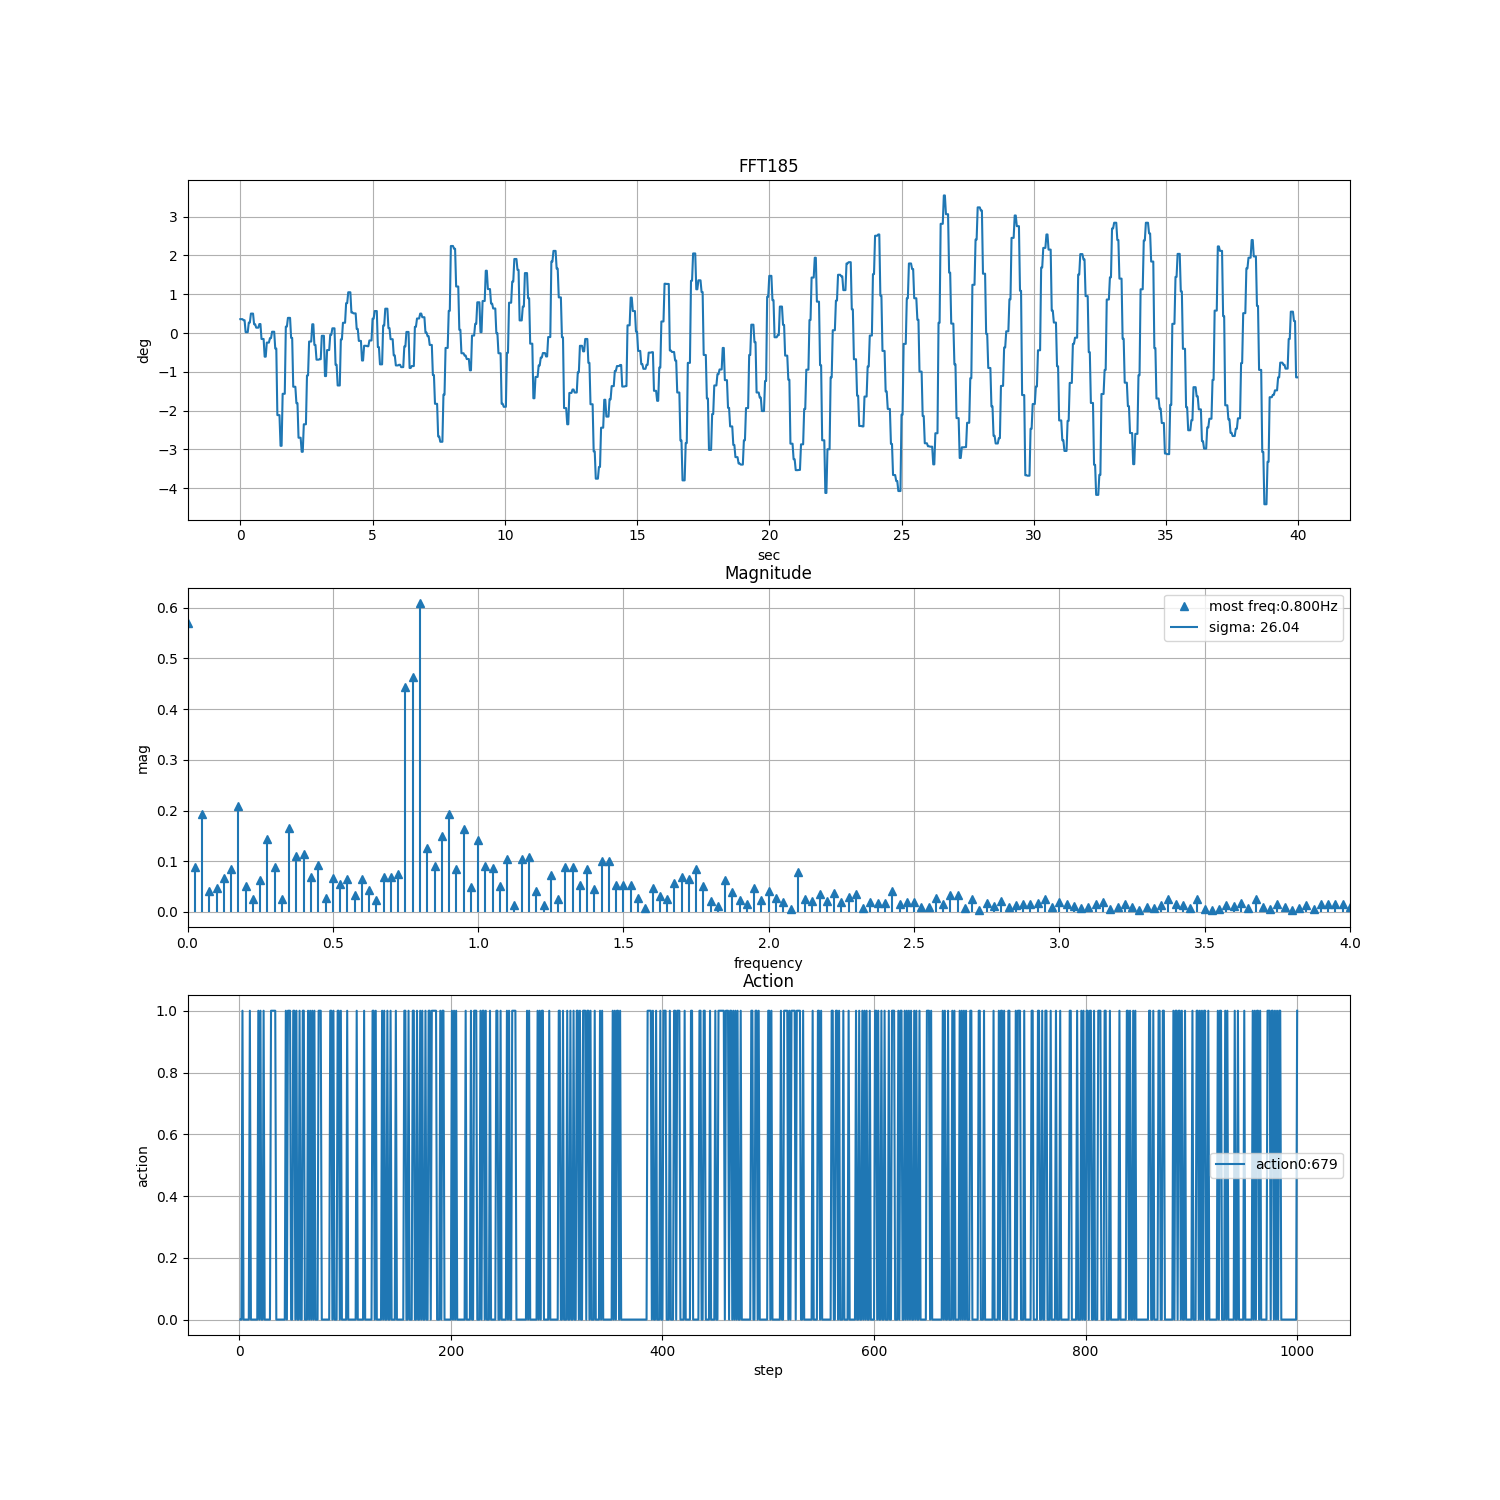 FFT185
3
2
1
0
−1
−2
−3
−4
deg
0 5 10 15 20 25 30 35 40
sec
Magnitude
0.6
0.5
0.4
0.3
0.2
0.1
0.0
mag
most freq:0.800Hz
sigma: 26.04
0.0 0.5 1.0 1.5 2.0 2.5 3.0 3.5 4.0
frequency
Action
1.0
0.8
0.6
0.4
0.2
0.0
action
action0:679
0 200 400 600 800 1000
step